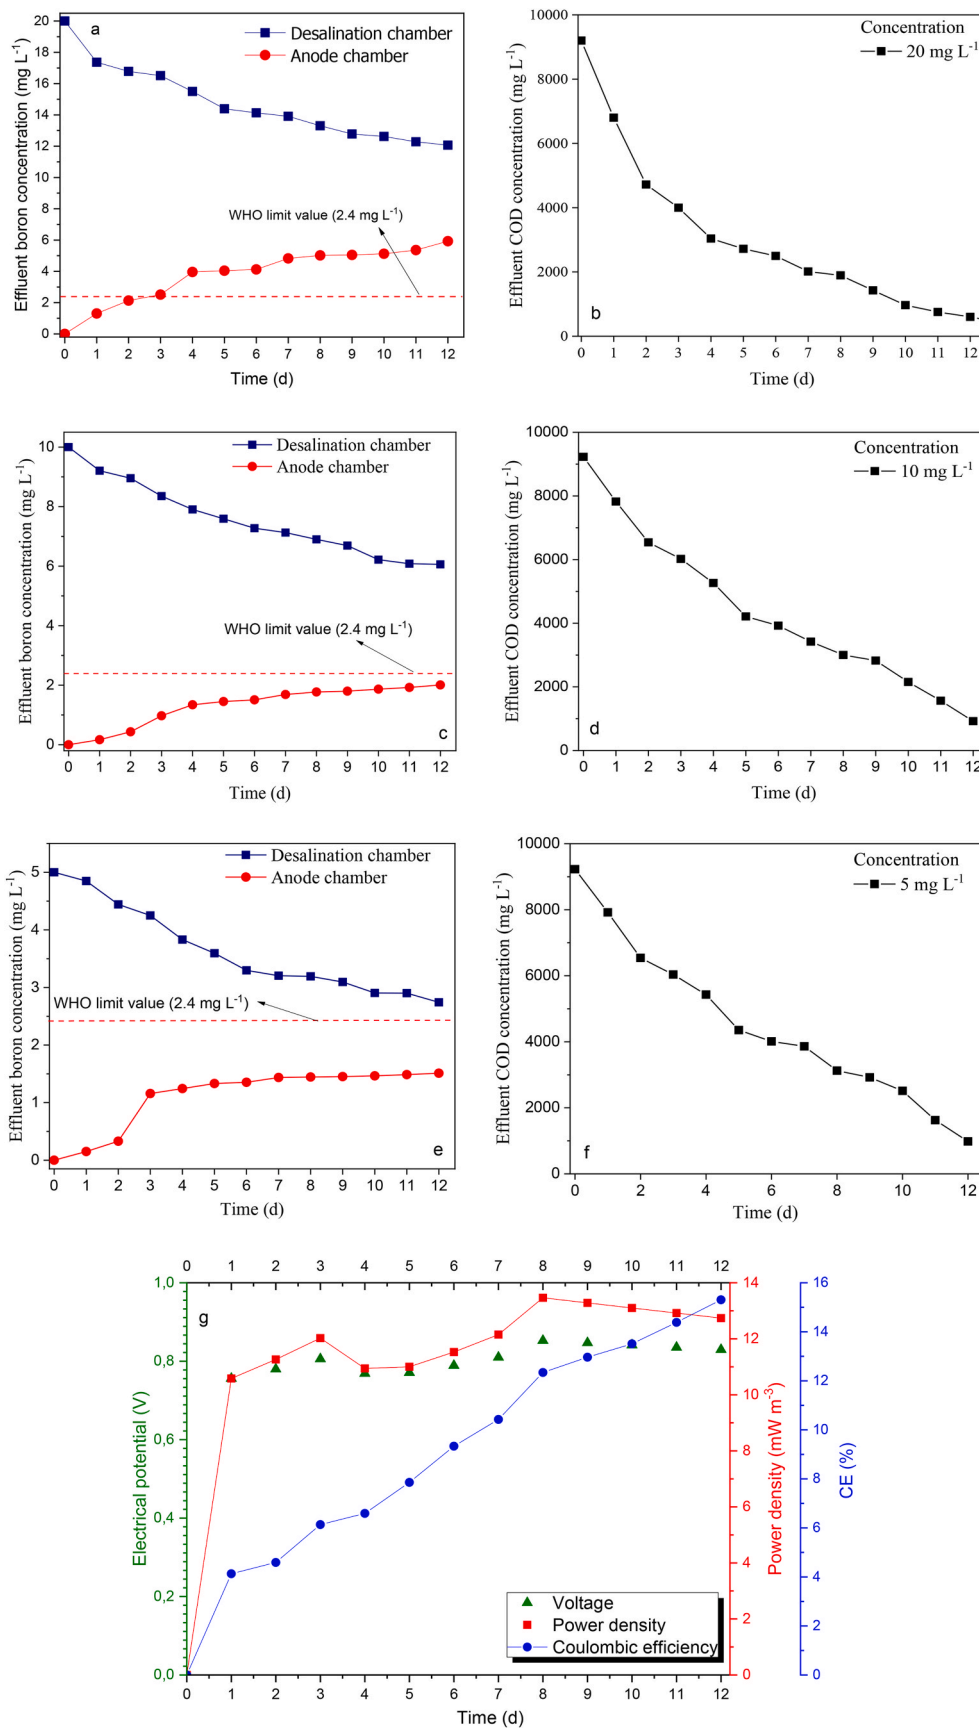 a
Desalination chamber
Anode chamber
WHO limit value (2.4 mg L-1)
Effluent boron concentration (mg L-1)
20
18
16
14
12
10
8
6
4
2
0
0 1 2 3 4 5 6 7 8 9 10 11 12
Time (d)
Concentration
20 mg L-1
b
Effluent COD concentration (mg L-1)
10000
8000
6000
4000
2000
0
0 1 2 3 4 5 6 7 8 9 10 11 12
Time (d)
Desalination chamber
Anode chamber
WHO limit value (2.4 mg L-1)
c
Effluent boron concentration (mg L-1)
10
8
6
4
2
0
0 1 2 3 4 5 6 7 8 9 10 11 12
Time (d)
Concentration
10 mg L-1
d
Effluent COD concentration (mg L-1)
10000
8000
6000
4000
2000
0
0 1 2 3 4 5 6 7 8 9 10 11 12
Time (d)
Desalination chamber
Anode chamber
WHO limit value (2.4 mg L-1)
e
Effluent boron concentration (mg L-1)
5
4
3
2
1
0
0 1 2 3 4 5 6 7 8 9 10 11 12
Time (d)
Concentration
5 mg L-1
f
Effluent COD concentration (mg L-1)
10000
8000
6000
4000
2000
0
0 2 4 6 8 10 12
Time (d)
0 1 2 3 4 5 6 7 8 9 10 11 12
g
Electrical potential (V)
1,0
0,8
0,6
0,4
0,2
0,0
Power density (mW m-3)
14
12
10
8
6
4
2
0
CE (%)
16
14
12
10
8
6
4
2
0
Voltage
Power density
Coulombic efficiency
0 1 2 3 4 5 6 7 8 9 10 11 12
Time (d)